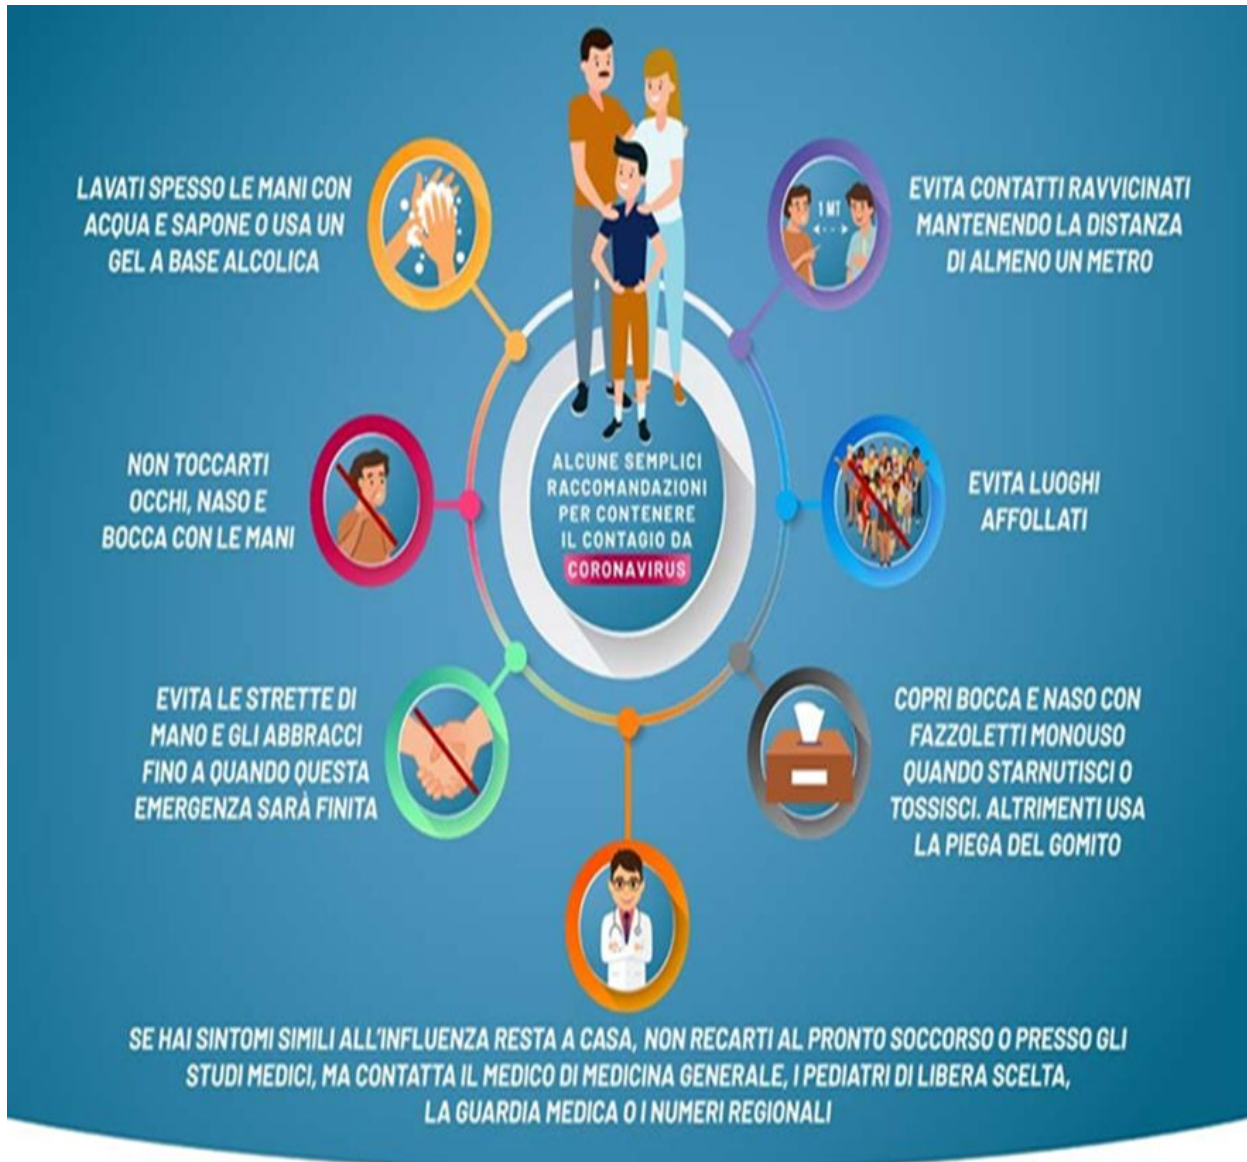 LAVATI SPESSO LE MANI CON
ACQUA E SAPONE O USA UN
GEL A BASE ALCOLICA
EVITA CONTATTI RAVVICINATI
MANTENENDO LA DISTANZA
DI ALMENO UN METRO
1 MT
NON TOCCARTI
OCCHI, NASO E
BOCCA CON LE MANI
ALCUNE SEMPLICI
RACCOMANDAZIONI
PER CONTENERE
IL CONTAGIO DA
CORONAVIRUS
EVITA LUOGHI
AFFOLLATI
EVITA LE STRETTE DI
MANO E GLI ABBRACCI
FINO A QUANDO QUESTA
EMERGENZA SARÀ FINITA
COPRI BOCCA E NASO CON
FAZZOLETTI MONOUSO
QUANDO STARNUTISCI O
TOSSISCI. ALTRIMENTI USA
LA PIEGA DEL GOMITO
SE HAI SINTOMI SIMILI ALL'INFLUENZA RESTA A CASA, NON RECARTI AL PRONTO SOCCORSO O PRESSO GLI
STUDI MEDICI, MA CONTATTA IL MEDICO DI MEDICINA GENERALE, I PEDIATRI DI LIBERA SCELTA,
LA GUARDIA MEDICA O I NUMERI REGIONALI